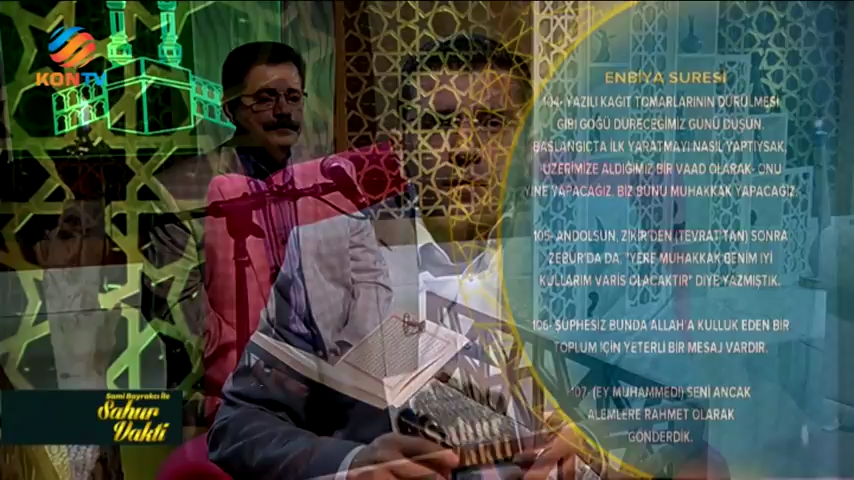 KONTV
ENBİYA SURESİ
104- YAZILI KAĞIT TOMARLARININ DÜRÜLMESİ
GİBİ GÖĞÜ DÜRECEĞİMİZ GÜNÜ DÜŞÜN.
BAŞLANGIÇTA İLK YARATMAYI NASIL YAPTIYSAK,
ÜZERİMİZE ALDIĞIMIZ BİR VAAD OLARAK- ONU
YİNE YAPACAĞIZ. BİZ BUNU MUHAKKAK YAPACAĞIZ.
105- ANDOLSUN, ZİKİR'DEN (TEVRAT'TAN) SONRA
ZEBUR'DA DA, "YERE MUHAKKAK BENİM İYİ
KULLARIM VARİS OLACAKTIR" DİYE YAZMIŞTIK.
106- ŞÜPHESİZ BUNDA ALLAH'A KULLUK EDEN BİR
TOPLUM İÇİN YETERLİ BİR MESAJ VARDIR.
107- (EY MUHAMMED!) SENİ ANCAK
ALEMLERE RAHMET OLARAK
GÖNDERDİK.
Sami Bayrakcı ile
Sahur
Vakti